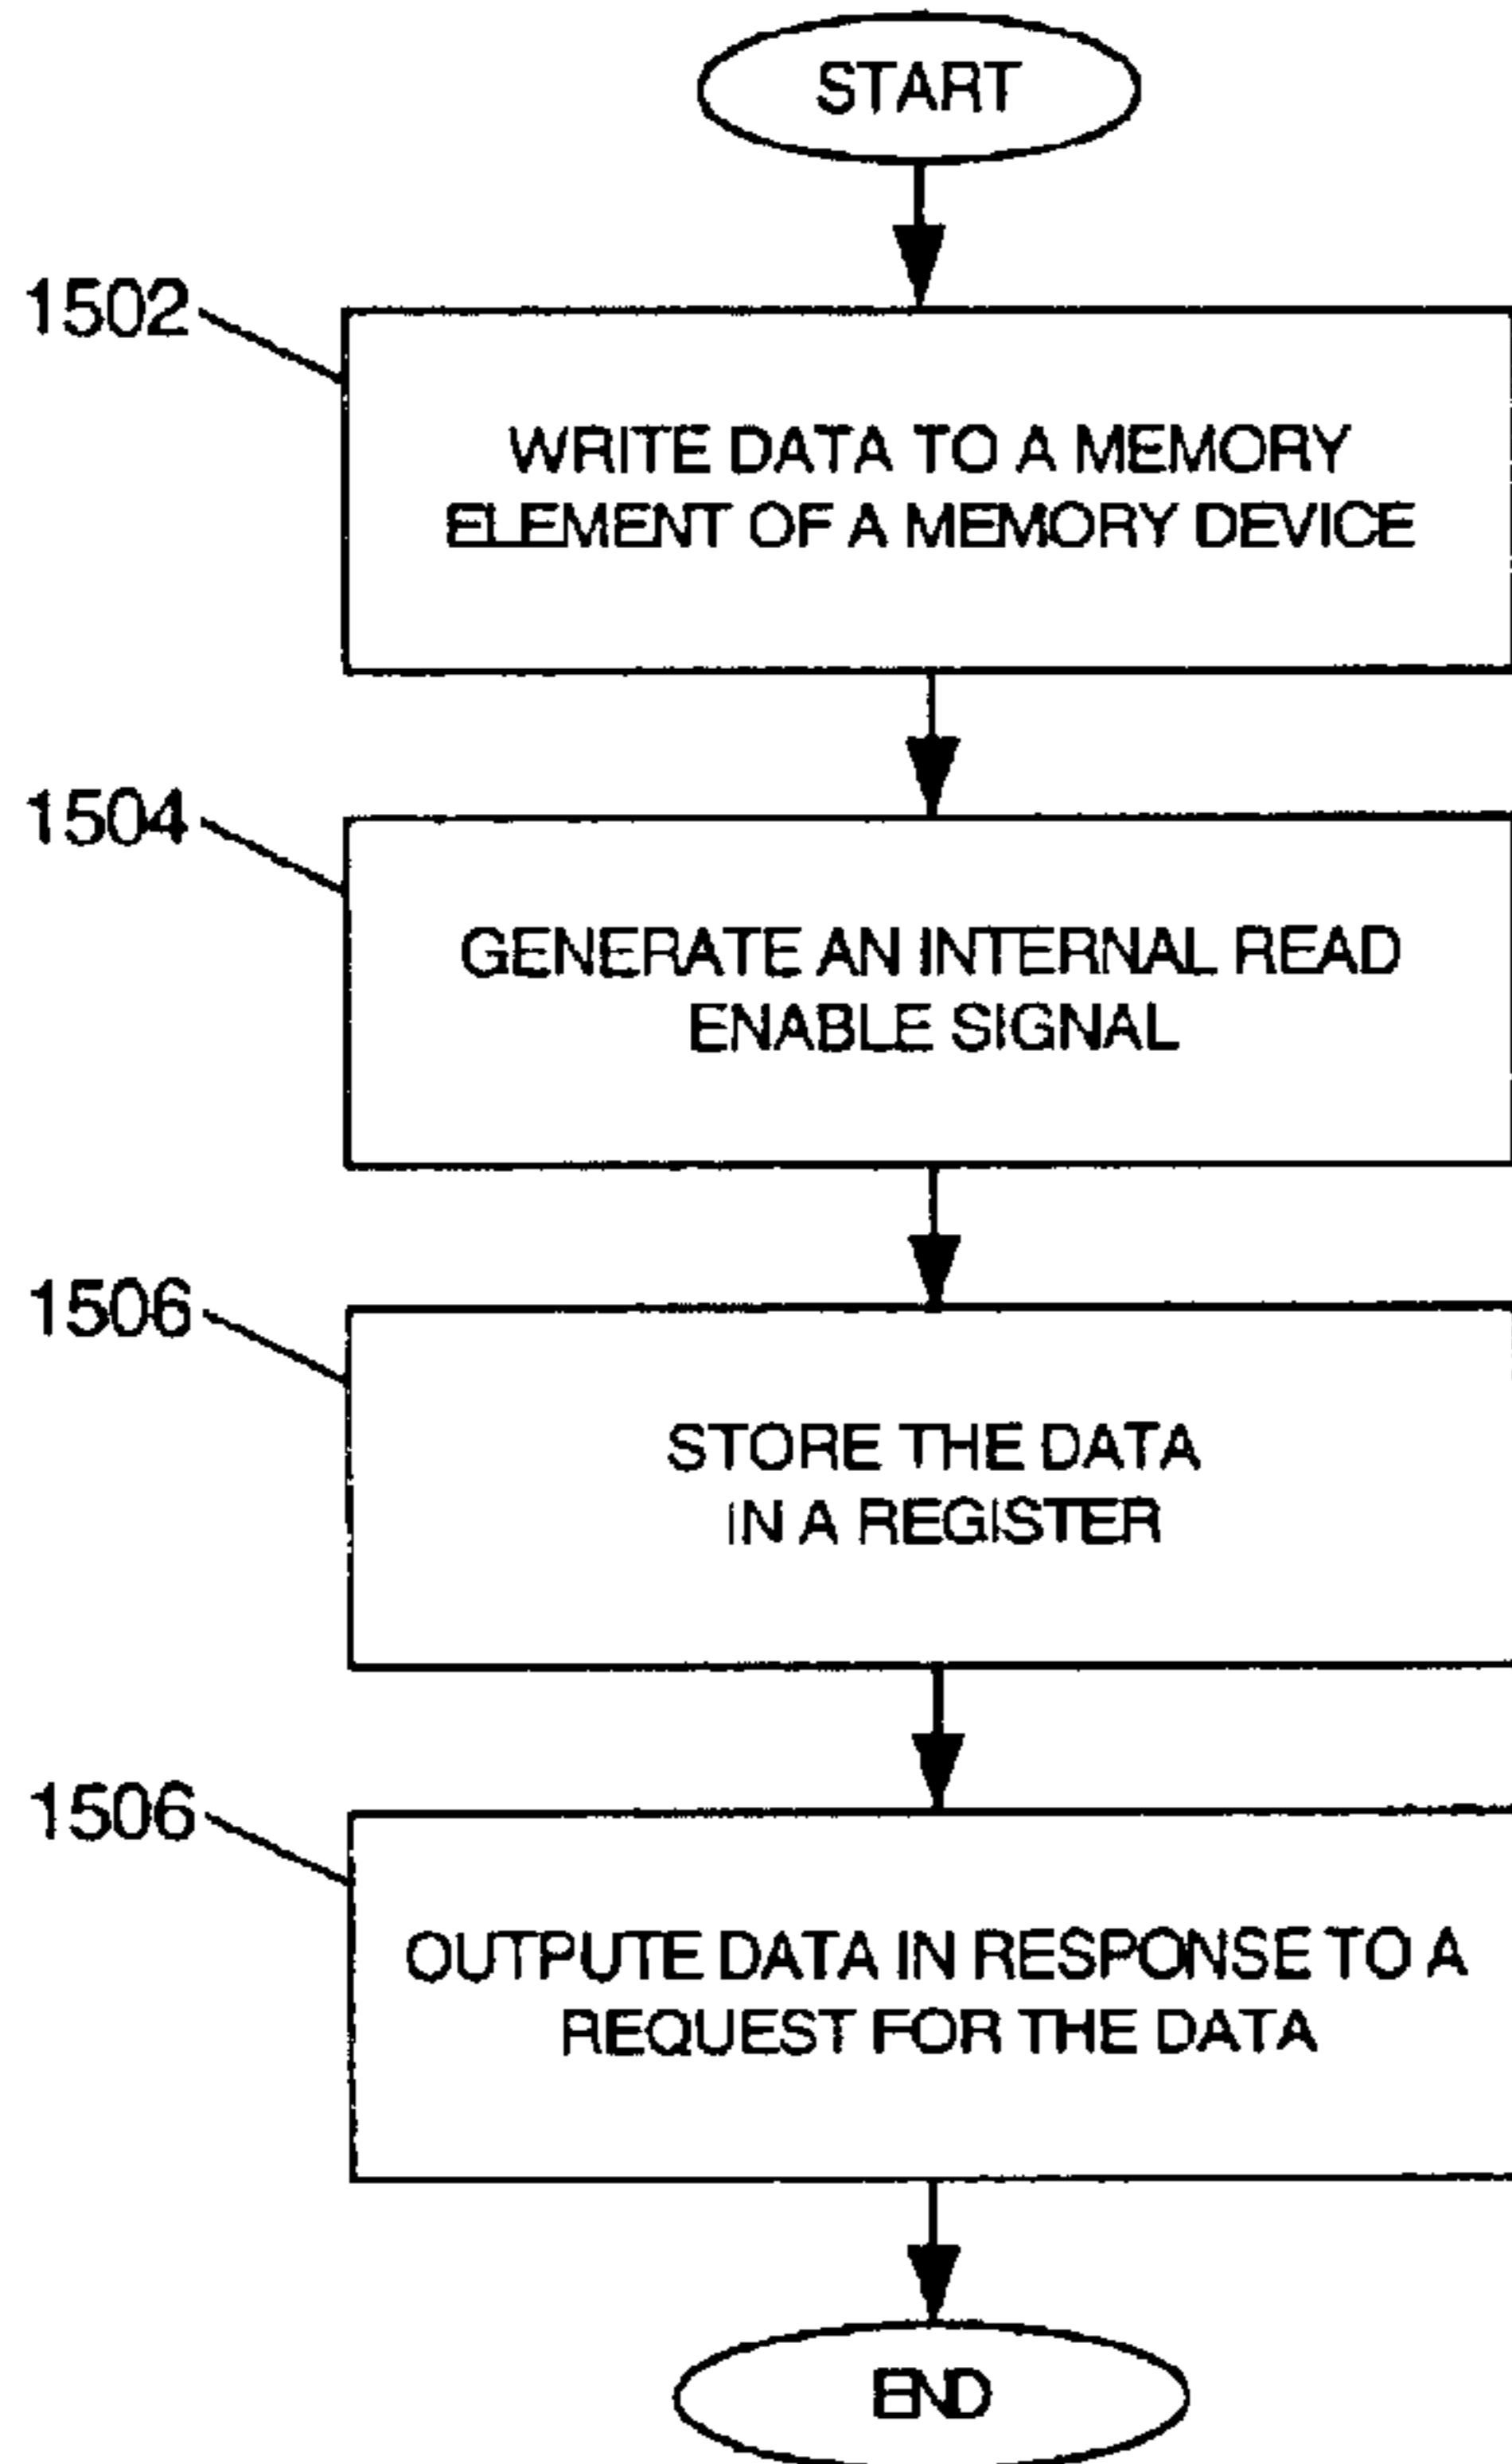 START
1502
WRITE DATA TO A MEMORY
ELEMENT OF A MEMORY DEVICE
1504
GENERATE AN INTERNAL READ
ENABLE SIGNAL
1506
STORE THE DATA
IN A REGISTER
1506
OUTPUTE DATA IN RESPONSE TO A
REQUEST FOR THE DATA
END